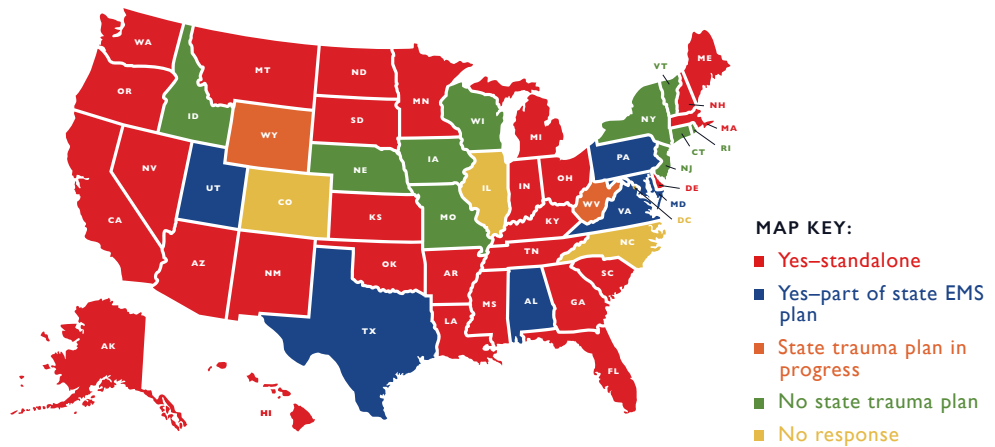 WA
OR
CA
NV
ID
MT
WY
UT
CO
AZ
NM
ND
SD
NE
KS
OK
TX
MN
IA
MO
AR
LA
WI
IL
MI
IN
OH
KY
TN
MS
AL
GA
FL
SC
NC
VA
WV
PA
NY
VT
ME
NH
MA
RI
CT
NJ
DE
MD
DC
AK
HI
MAP KEY:
Yes–standalone
Yes–part of state EMS
plan
State trauma plan in
progress
No state trauma plan
No response